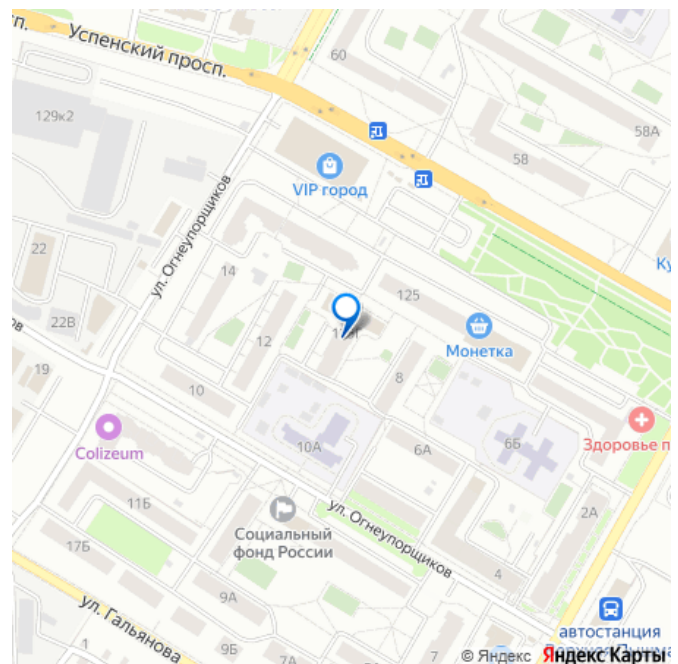 Успенский просп.
60
129к2
58А
58
VIP город
ул. Огнеупорщиков
22
14
125
22В
Монетка
12
19
8
10
Colizeum
10А
6А
6Б
Здоровье п
11Б
Социальный
фонд России
ул. Огнеупорщиков
2А
17Б
4
9А
ул. Гальянова
автостанция
1
9Б
7
© Яндекс Яндекс Карты